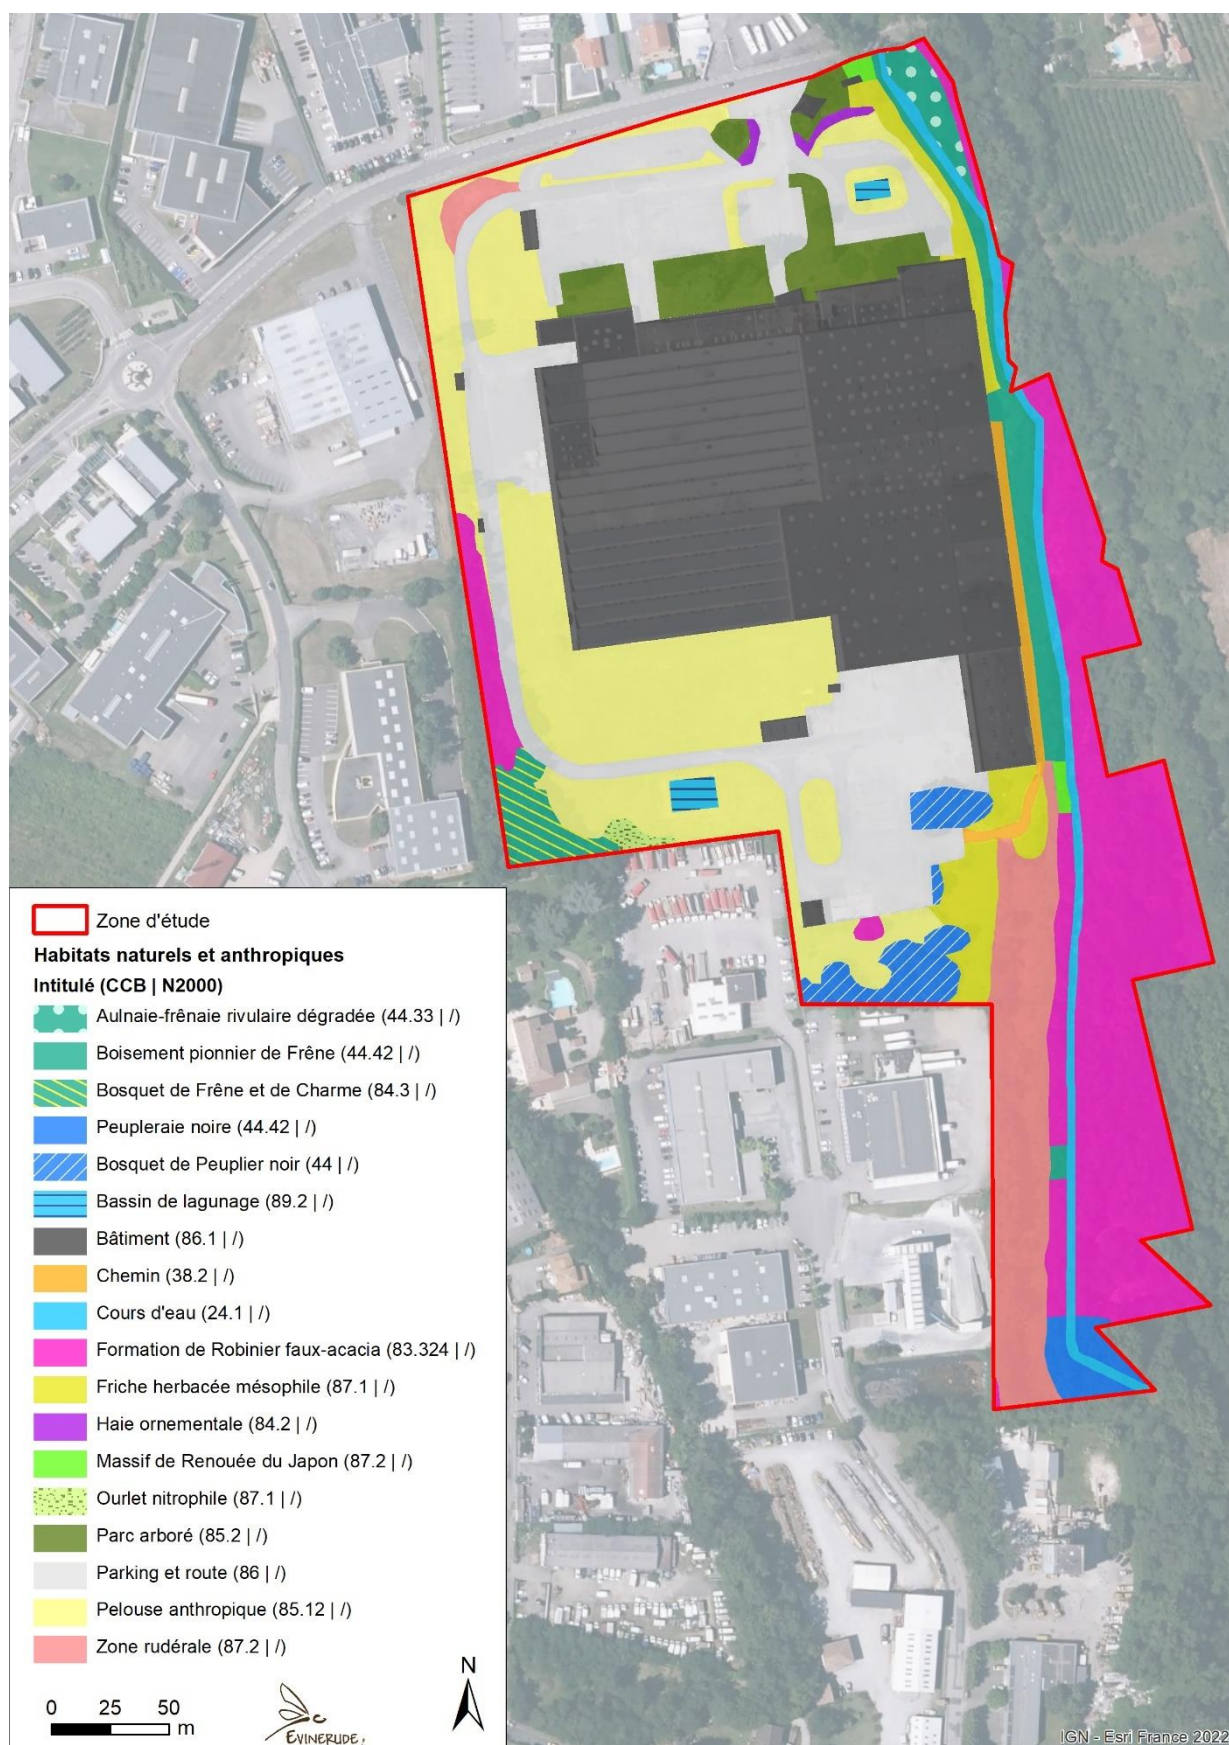 Zone d'étude
Habitats naturels et anthropiques
Intitulé (CCB | N2000)
Aulnaie-frênaie rivulaire dégradée (44.33 | /)
Boisement pionnier de Frêne (44.42 | /)
Bosquet de Frêne et de Charme (84.3 | /)
Peupleraie noire (44.42 | /)
Bosquet de Peuplier noir (44 | /)
Bassin de lagunage (89.2 | /)
Bâtiment (86.1 | /)
Chemin (38.2 | /)
Cours d'eau (24.1 | /)
Formation de Robinier faux-acacia (83.324 | /)
Friche herbacée mésophile (87.1 | /)
Haie ornementale (84.2 | /)
Massif de Renouée du Japon (87.2 | /)
Ourlet nitrophile (87.1 | /)
Parc arboré (85.2 | /)
Parking et route (86 | /)
Pelouse anthropique (85.12 | /)
Zone rudérale (87.2 | /)
N
0 25 50
m
EVINERUDE
IGN - Esri France 2022